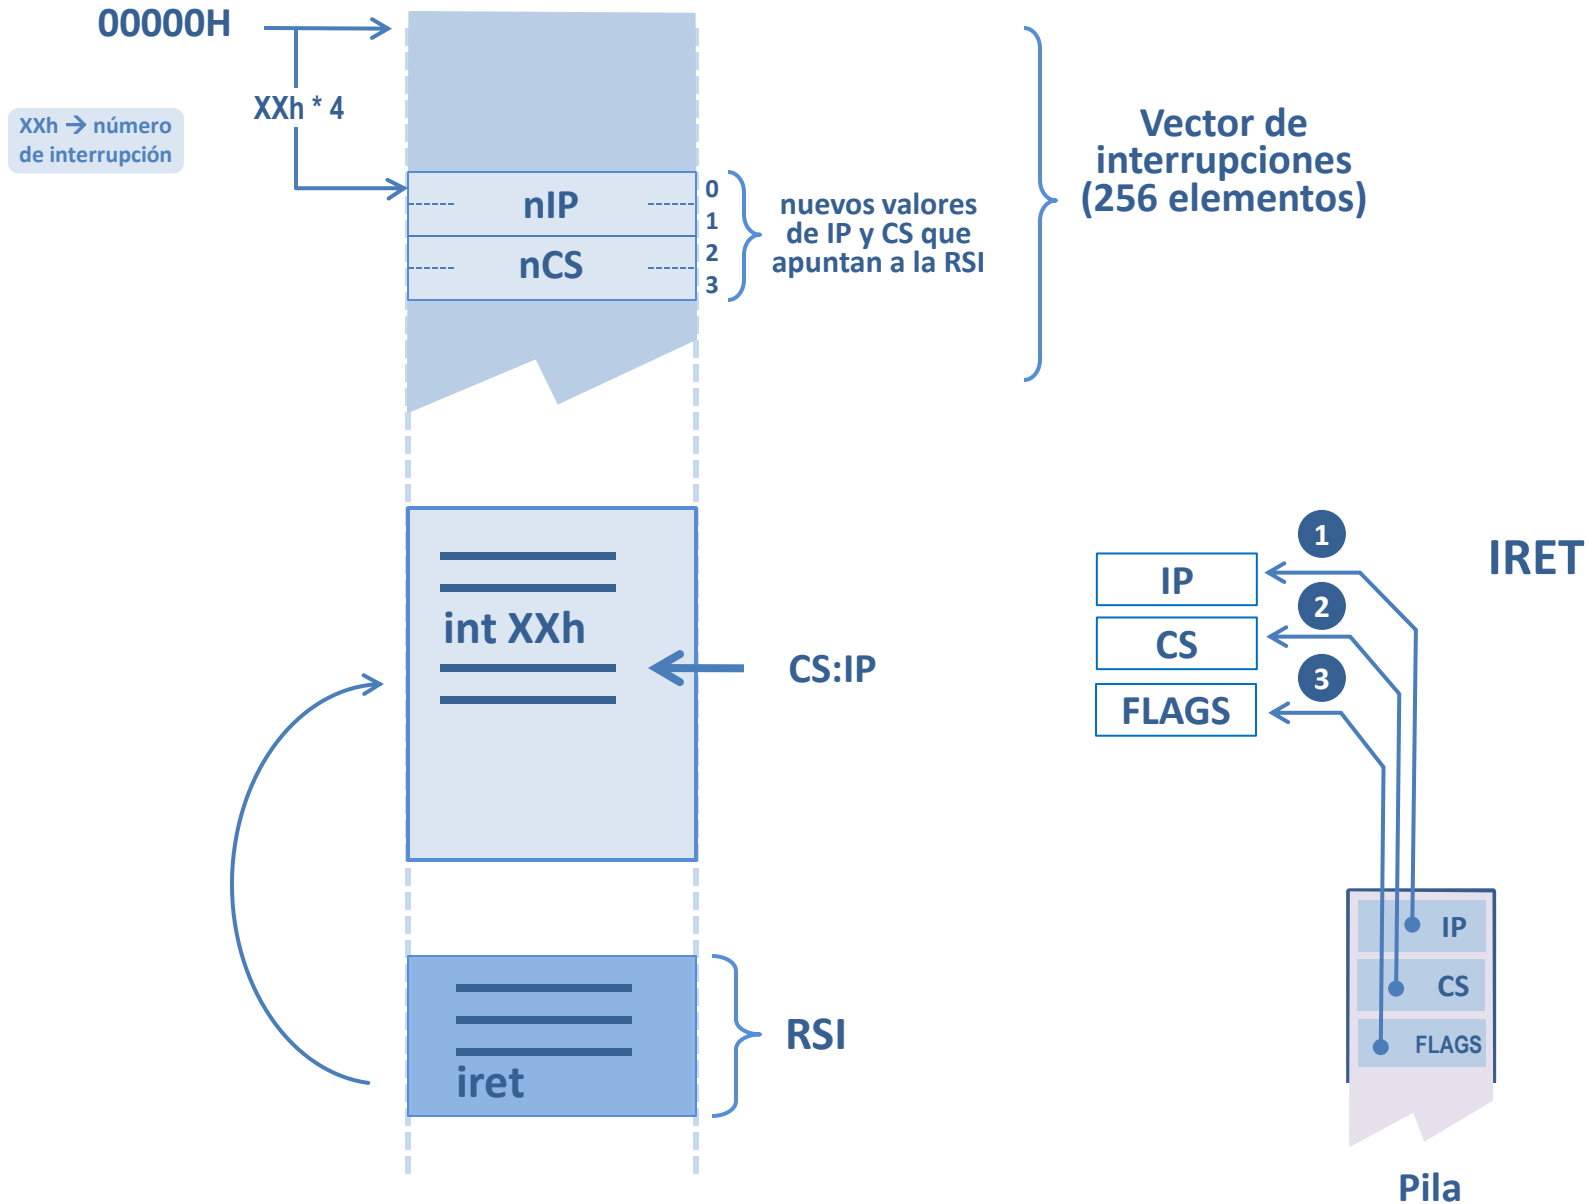 00000H
XXh * 4
XXh → número
de interrupción
nIP
nCS
0
1
2
3
nuevos valores
de IP y CS que
apuntan a la RSI
Vector de
interrupciones
(256 elementos)
int XXh
CS:IP
RSI
iret
IRET
1
IP
2
CS
3
FLAGS
IP
CS
FLAGS
Pila